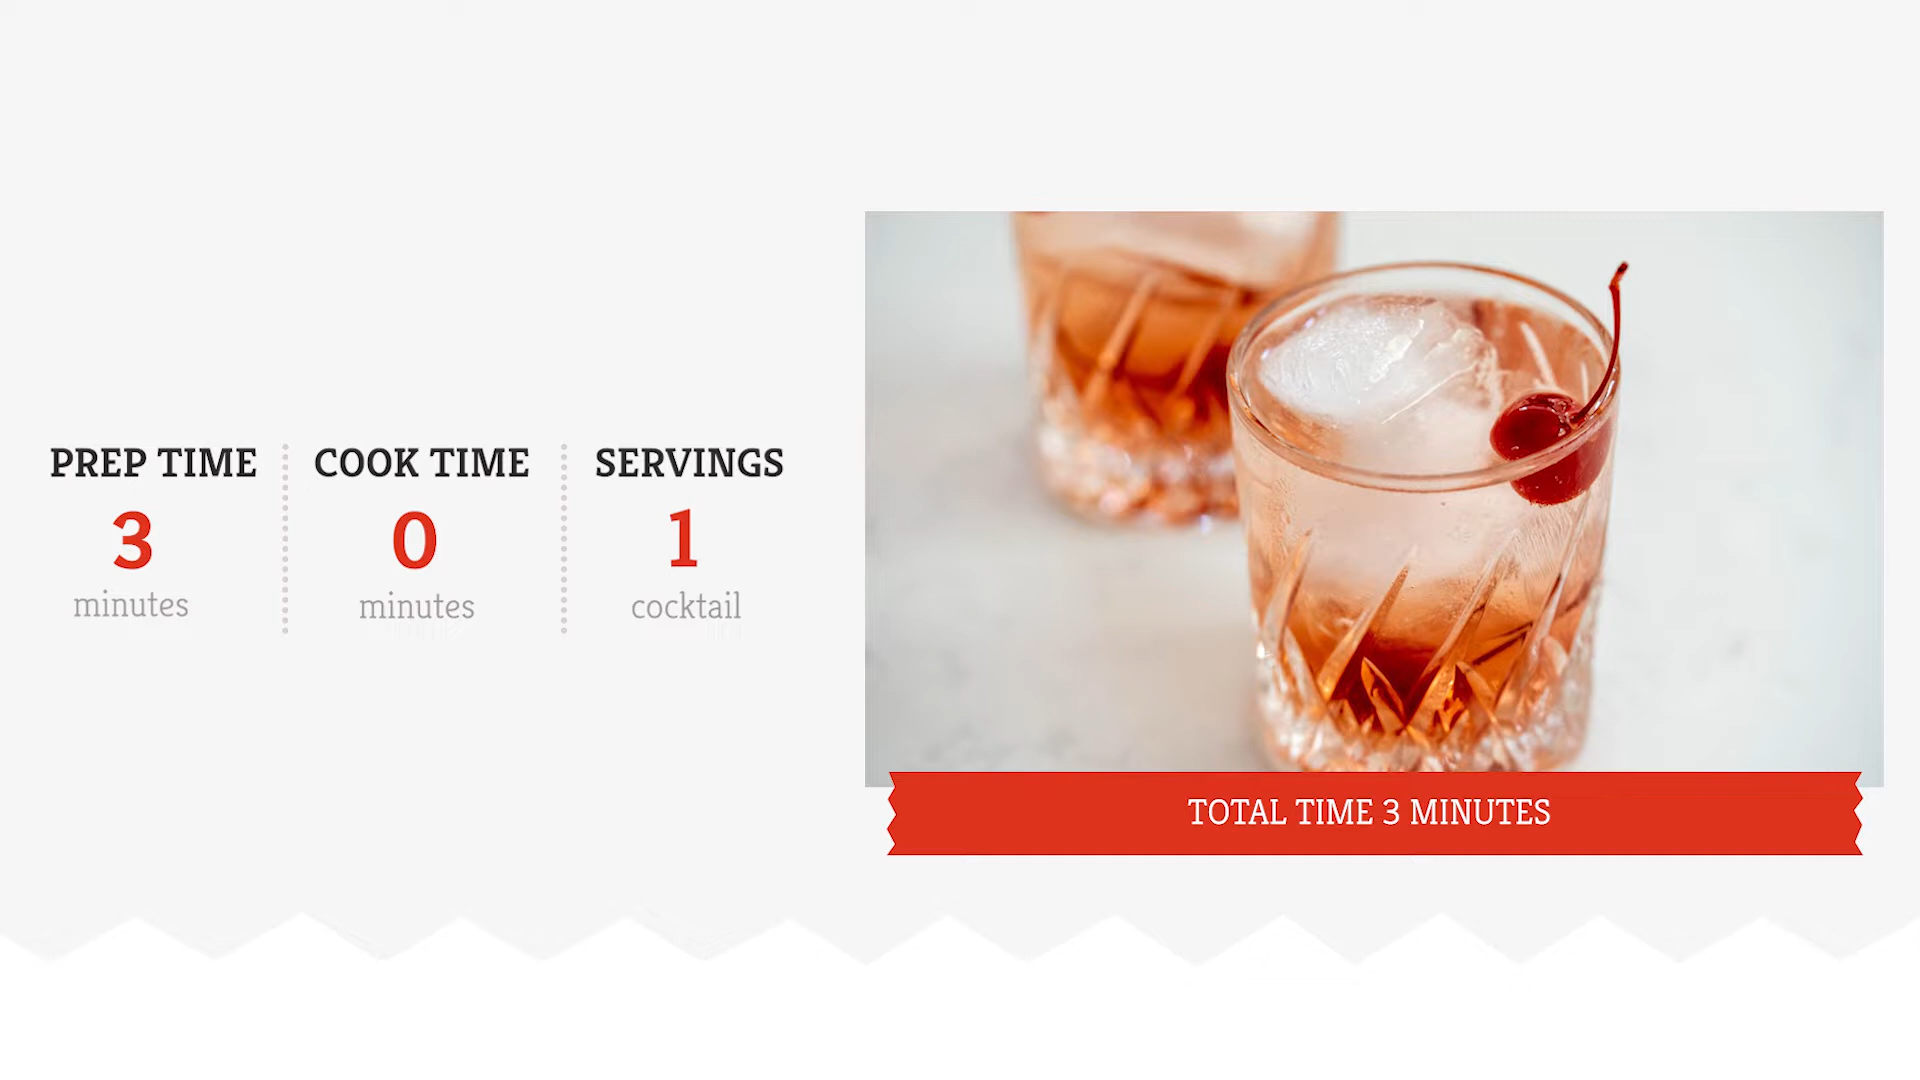 PREP TIME
3
minutes
COOK TIME
0
minutes
SERVINGS
1
cocktail
TOTAL TIME 3 MINUTES